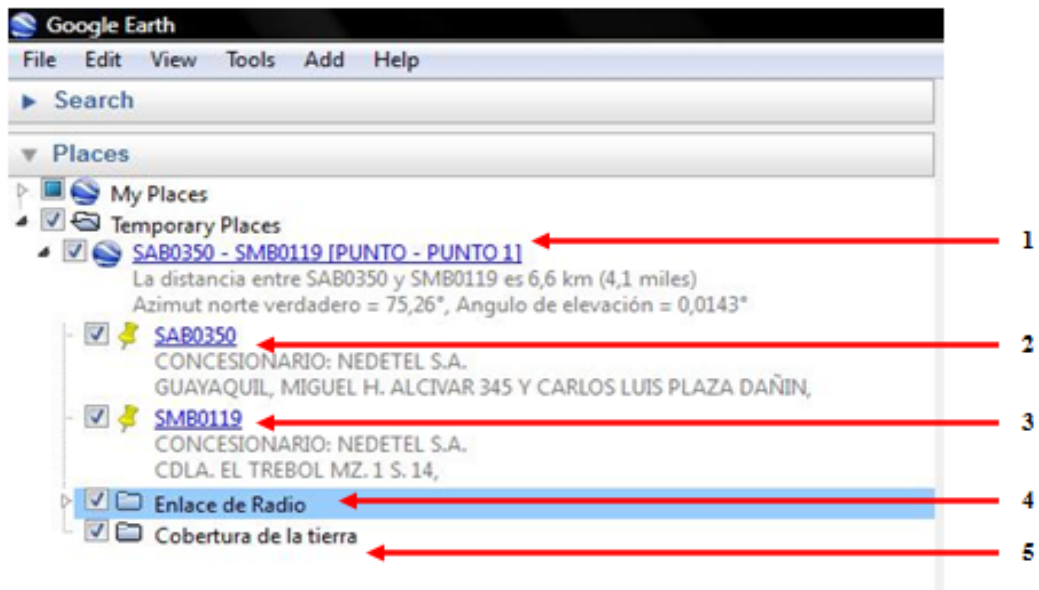 Google Earth
File Edit View Tools Add Help
Search
Places
My Places
Temporary Places
SAB0350 - SMB0119 [PUNTO - PUNTO 1]
1
La distancia entre SAB0350 y SMB0119 es 6,6 km (4,1 miles)
Azimut norte verdadero = 75,26°, Angulo de elevación = 0,0143°
SAB0350
2
CONCESIONARIO: NEDETEL S.A.
GUAYAQUIL, MIGUEL H. ALCIVAR 345 Y CARLOS LUIS PLAZA DAÑIN,
SMB0119
3
CONCESIONARIO: NEDETEL S.A.
CDLA. EL TREBOL MZ. 1 S. 14,
Enlace de Radio
4
Cobertura de la tierra
5